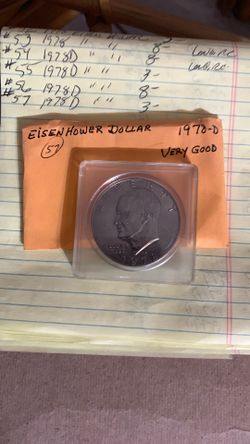 #53 1978 " " 8-
#54 1978D " " 8- 
#55 1978D " " 3-
#56 1978D " " 8-
#57 1978D " " 3-
EISENHOWER DOLLAR 1978-D
57 VERY GOOD
LIBERTY